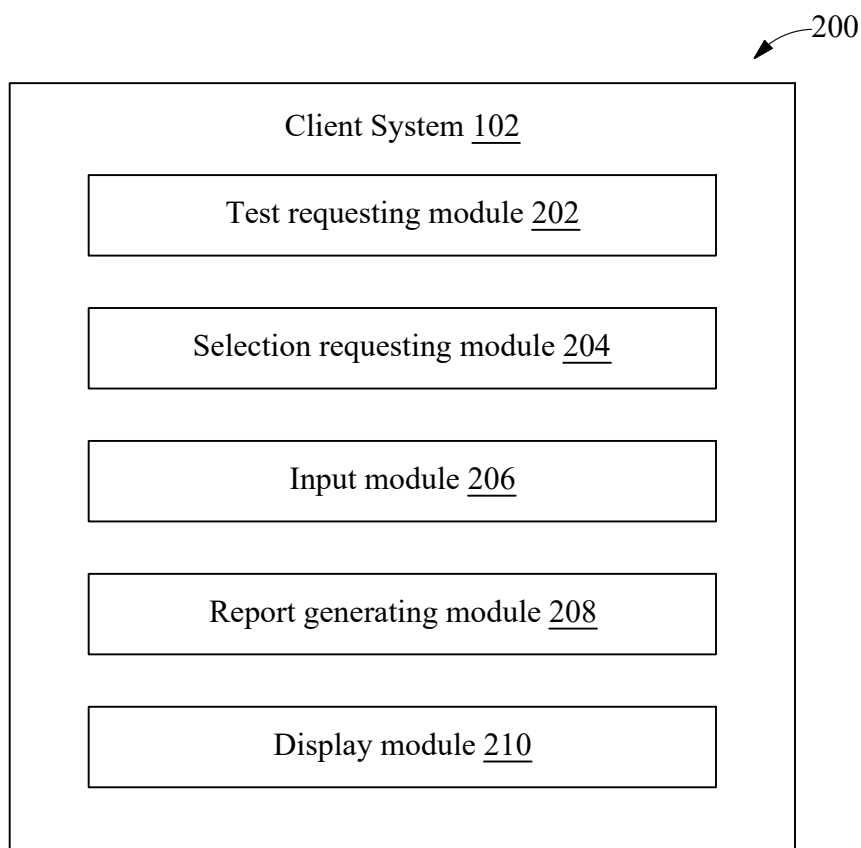 200
Client System 102
Test requesting module 202
Selection requesting module 204
Input module 206
Report generating module 208
Display module 210